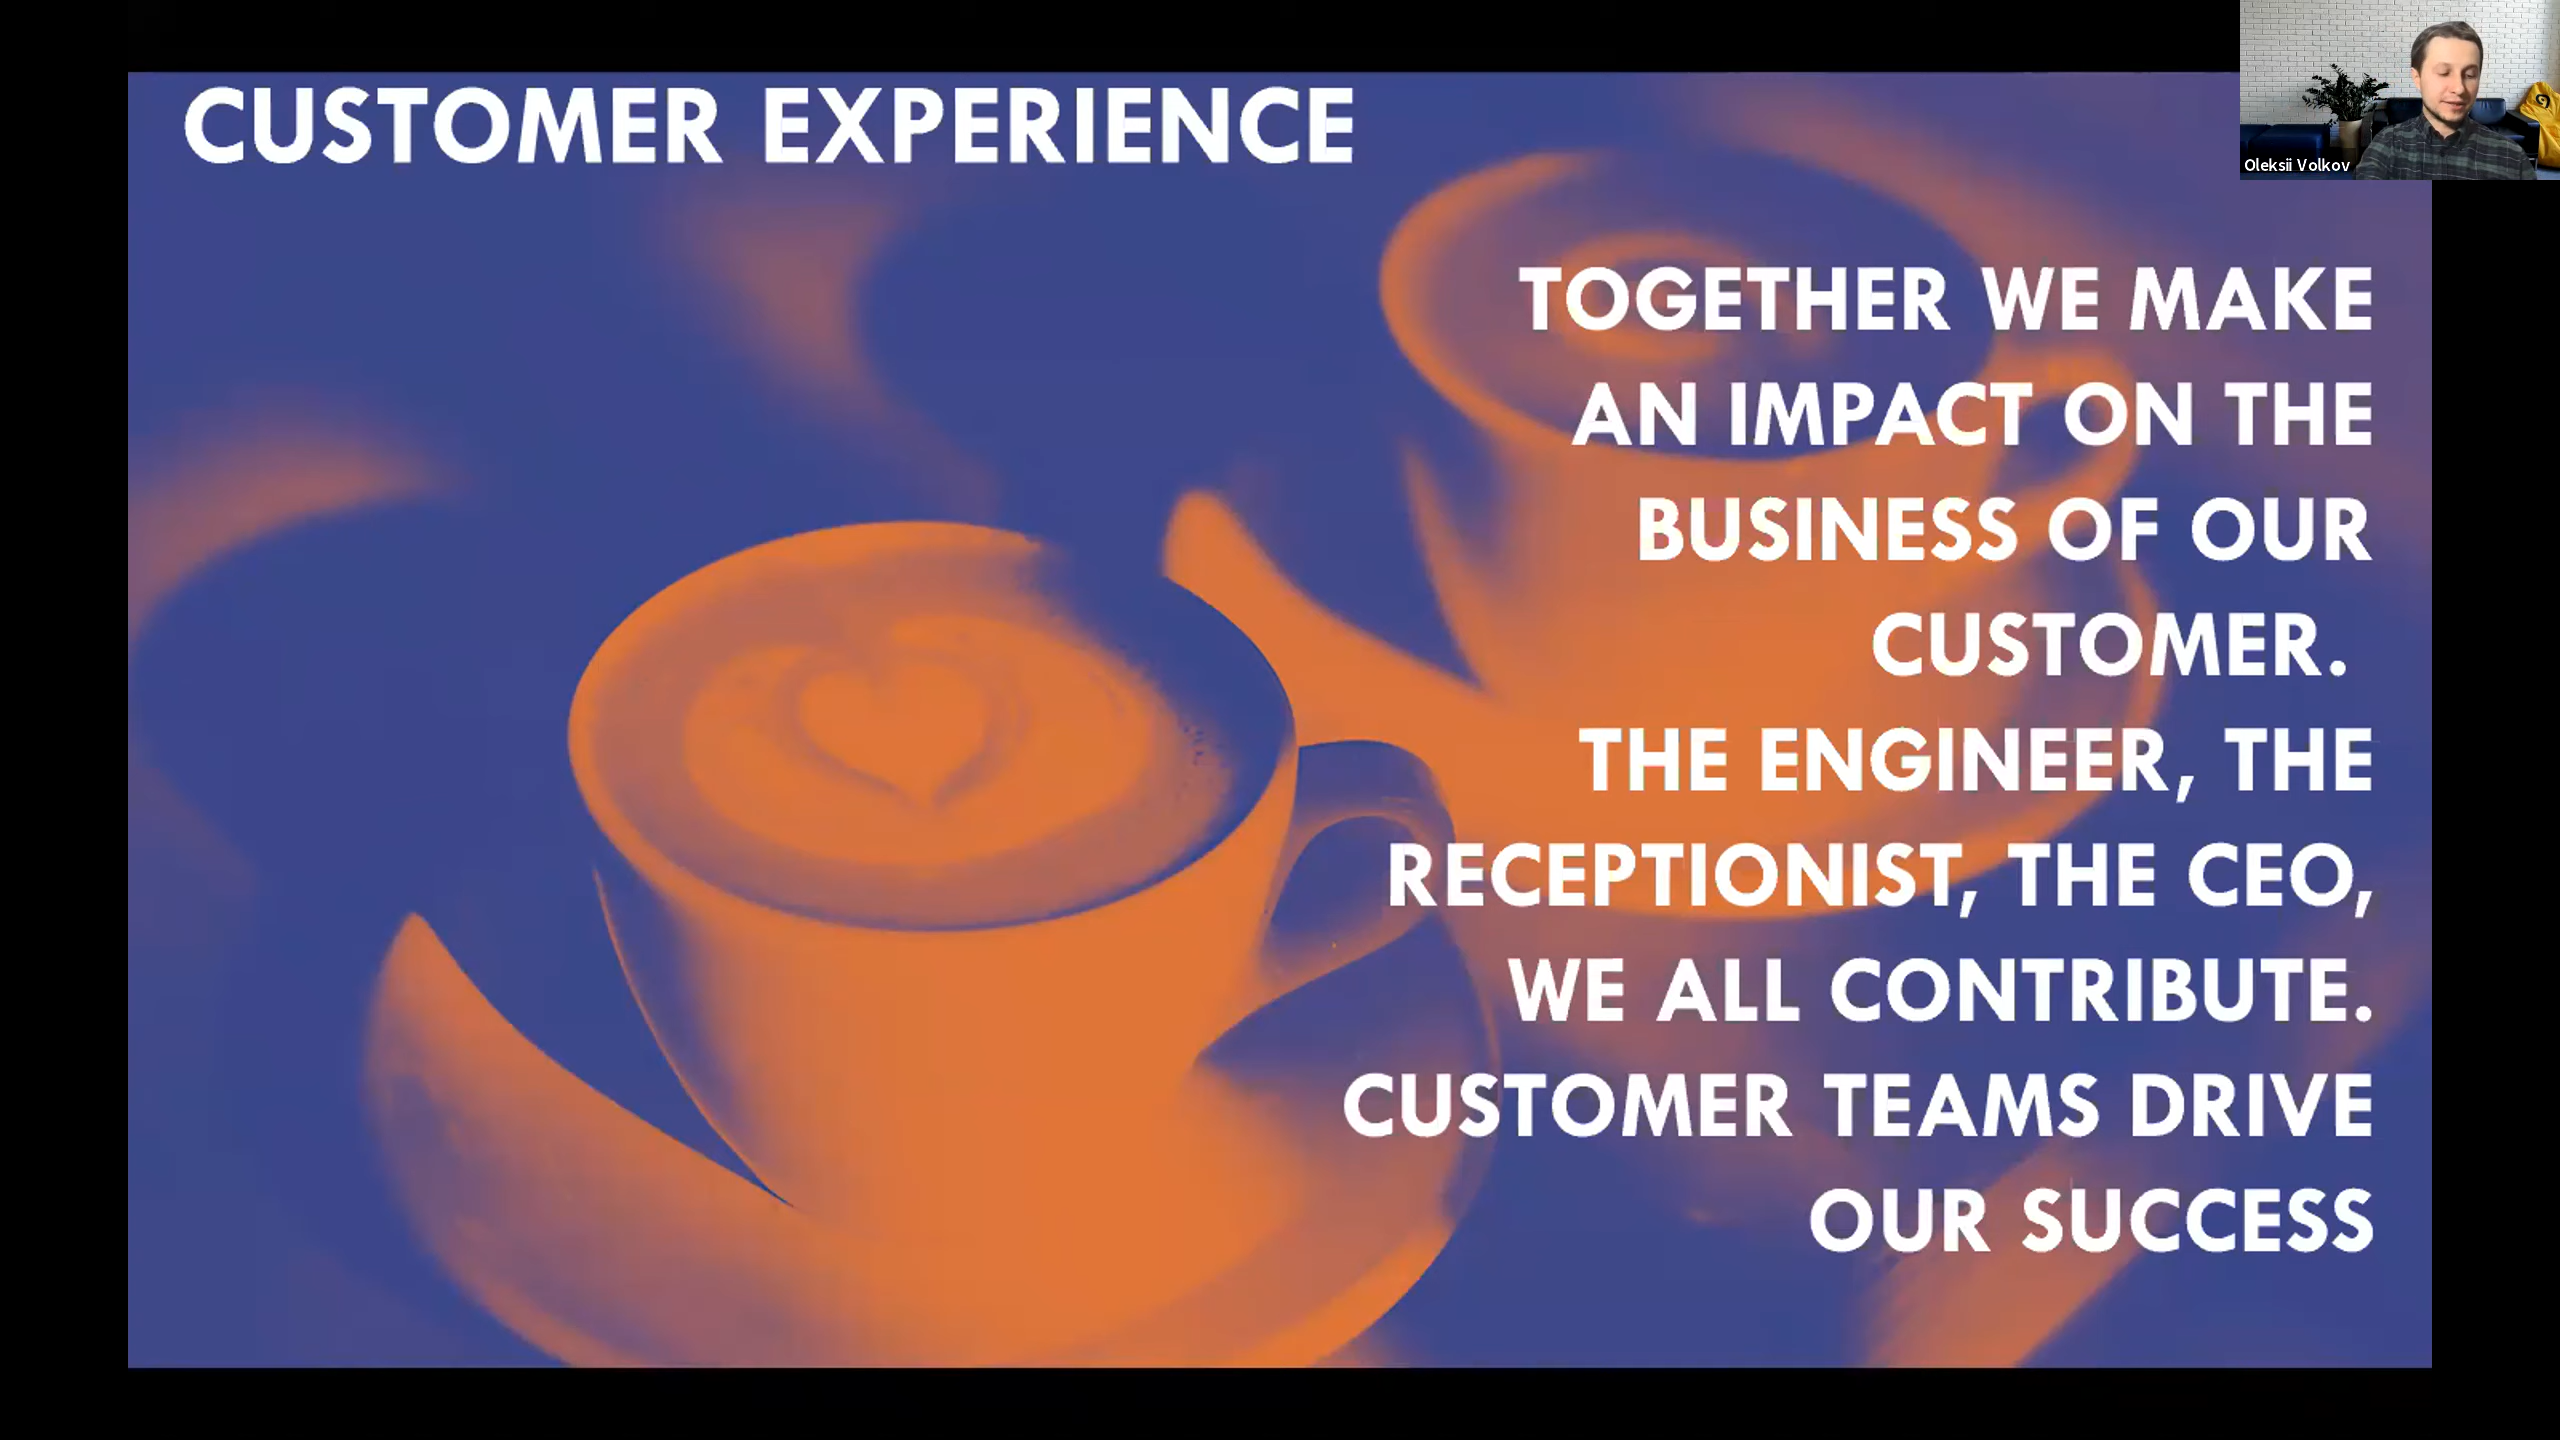 CUSTOMER EXPERIENCE
TOGETHER WE MAKE
AN IMPACT ON THE
BUSINESS OF OUR
CUSTOMER.
THE ENGINEER, THE
RECEPTIONIST, THE CEO,
WE ALL CONTRIBUTE.
CUSTOMER TEAMS DRIVE
OUR SUCCESS
Oleksii Volkov